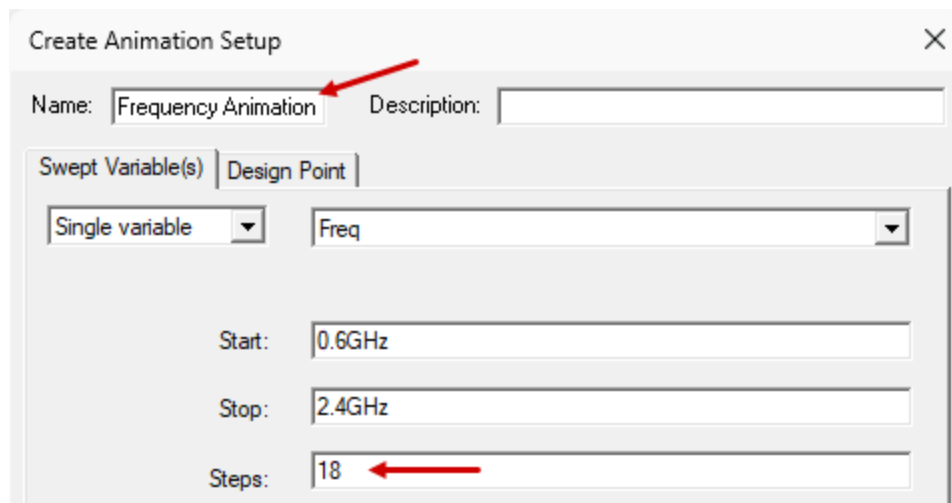 Create Animation Setup
Name: Frequency Animation Description:
Swept Variable(s) Design Point
Single variable Freq
Start: 0.6GHz
Stop: 2.4GHz
Steps: 18